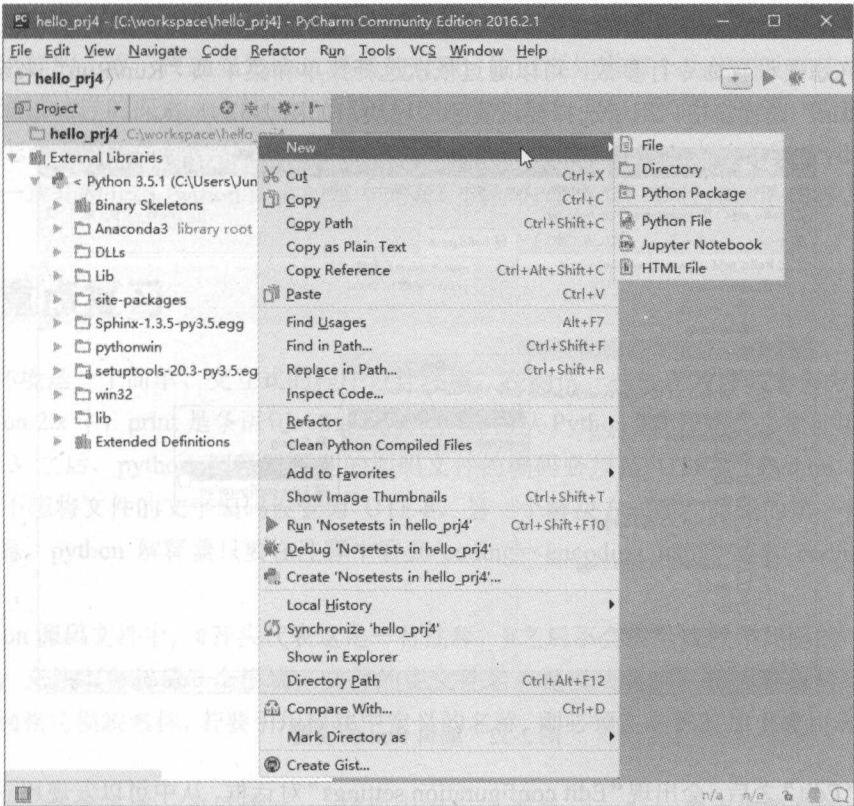 hello_prj4 - [C:\workspace\hello_prj4] - PyCharm Community Edition 2016.2.1
File Edit View Navigate Code Refactor Run Tools VCS Window Help
hello_prj4
Project
hello_prj4 C:\workspace\hello_prj4
External Libraries
< Python 3.5.1 (C:\Users\Jun
Binary Skeletons
Anaconda3 library root
DLLs
Lib
site-packages
Sphinx-1.3.5-py3.5.egg
pythonwin
setuptools-20.3-py3.5.eg
win32
lib
Extended Definitions
New
Cut Ctrl+X
Copy Ctrl+C
Copy Path Ctrl+Shift+C
Copy as Plain Text
Copy Reference Ctrl+Alt+Shift+C
Paste Ctrl+V
Find Usages Alt+F7
Find in Path... Ctrl+Shift+F
Replace in Path... Ctrl+Shift+R
Inspect Code...
Refactor
Clean Python Compiled Files
Add to Favorites
Show Image Thumbnails Ctrl+Shift+T
Run 'Nosetests in hello_prj4' Ctrl+Shift+F10
Debug 'Nosetests in hello_prj4'
Create 'Nosetests in hello_prj4'...
Local History
Synchronize 'hello_prj4'
Show in Explorer
Directory Path Ctrl+Alt+F12
Compare With... Ctrl+D
Mark Directory as
Create Gist...
File
Directory
Python Package
Python File
Jupyter Notebook
HTML File
n/a n/a